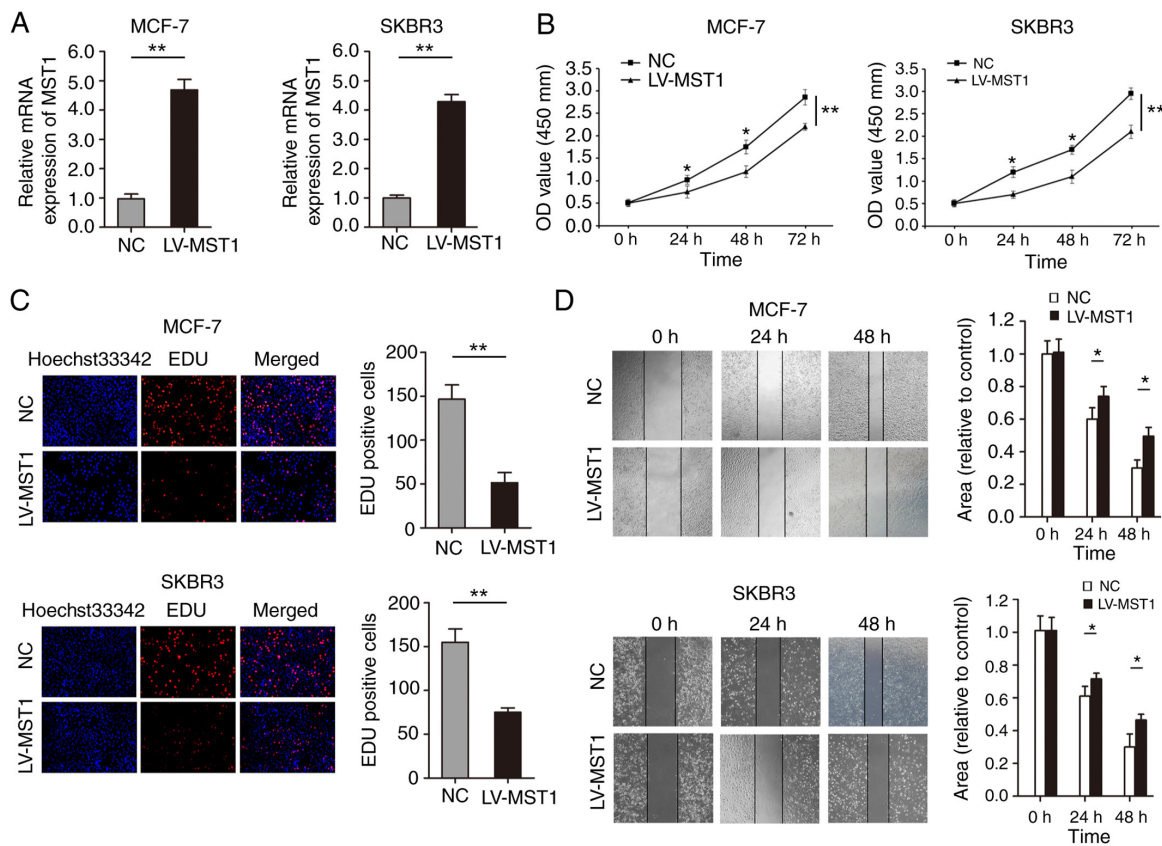 A
MCF-7
Relative mRNA
expression of MST1
6.0
5.0
4.0
3.0
2.0
1.0
0.0
**
NC
LV-MST1
SKBR3
Relative mRNA
expression of MST1
6.0
5.0
4.0
3.0
2.0
1.0
0.0
**
NC
LV-MST1
B
MCF-7
NC
LV-MST1
OD value (450 mm)
3.5
3.0
2.5
2.0
1.5
1.0
0.5
0.0
*
*
**
0 h
24 h
48 h
72 h
Time
SKBR3
NC
LV-MST1
OD value (450 mm)
3.5
3.0
2.5
2.0
1.5
1.0
0.5
0.0
*
*
**
0 h
24 h
48 h
72 h
Time
C
MCF-7
Hoechst33342
EDU
Merged
NC
LV-MST1
EDU positive cells
200
150
100
50
0
**
NC
LV-MST1
SKBR3
Hoechst33342
EDU
Merged
NC
LV-MST1
EDU positive cells
200
150
100
50
0
**
NC
LV-MST1
D
MCF-7
0 h
24 h
48 h
NC
LV-MST1
NC
LV-MST1
Area (relative to control)
1.2
1.0
0.8
0.6
0.4
0.2
0.0
*
*
0 h
24 h
48 h
Time
SKBR3
0 h
24 h
48 h
NC
LV-MST1
NC
LV-MST1
Area (relative to control)
1.2
1.0
0.8
0.6
0.4
0.2
0.0
*
*
0 h
24 h
48 h
Time